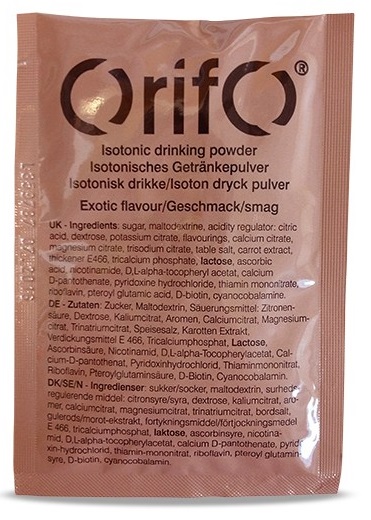 OrifO®
Isotonic drinking powder
Isotonisches Getränkepulver
Isotonisk drikke/Isoton dryck pulver
Exotic flavour/Geschmack/smag
UK - Ingredients: sugar, maltodextrine, acidity regulator: citric
acid, dextrose, potassium citrate, flavourings, calcium citrate,
magnesium citrate, trisodium citrate, table salt, carrot extract,
thickener E466, tricalcium phosphate, lactose, ascorbic
acid, nicotinamide, D,L-alpha-tocopheryl acetat, calcium
D-pantothenate, pyridoxine hydrochloride, thiamin mononitrate,
riboflavin, pteroyl glutamic acid, D-biotin, cyanocobalamine.
DE - Zutaten: Zucker, Maltodextrin, Säuerungsmittel: Zitronen-
säure, Dextrose, Kaliumcitrat, Aromen, Calciumcitrat, Magnesium-
citrat, Trinatriumcitrat, Speisesalz, Karotten Extrakt,
Verdickungsmittel E 466, Tricalciumphosphat, Lactose,
Ascorbinsäure, Nicotinamid, D,L-alpha-Tocopherylacetat, Cal-
cium-D-pantothenat, Pyridoxinhydrochlorid, Thiaminmononitrat,
Riboflavin, Pteroylglutaminsäure, D-Biotin, Cyanocobalamin.
DK/SE/N - Ingredienser: sukker/socker, maltodextrin, surheds-
regulerende middel: citronsyre/syra, dextrose, kaliumcitrat, aro-
mer, calciumcitrat, magnesiumcitrat, trinatriumcitrat, bordsalt,
gulerods/morot-ekstrakt, fortykningsmiddel/förtjockningsmedel
E 466, tricalciumphosphat, laktose, ascorbinsyre, nicotina-
mid, D,L-alpha-tocopherylacetat, calcium D-pantothenate, pyrido
xin-hydrochlorid, thiamin-mononitrat, riboflavin, pteroyl glutamin-
syre, D-biotin, cyanocobalamin.